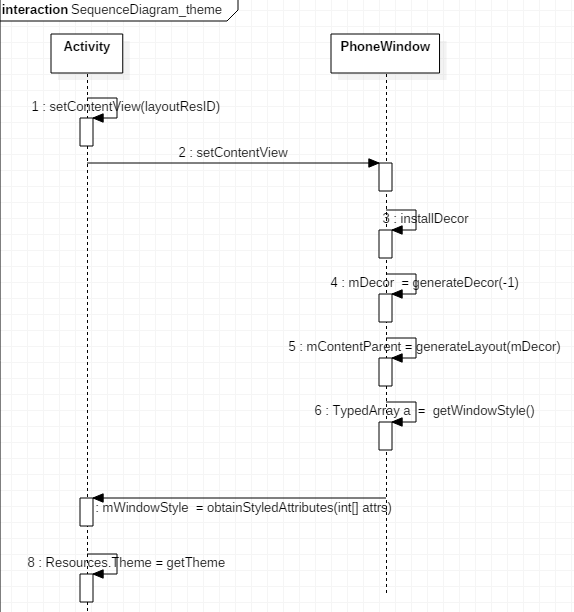 interaction SequenceDiagram_theme
Activity
PhoneWindow
1 : setContentView(layoutResID)
2 : setContentView
3 : installDecor
4 : mDecor = generateDecor(-1)
5 : mContentParent = generateLayout(mDecor)
6 : TypedArray a = getWindowStyle()
: mWindowStyle = obtainStyledAttributes(int[] attrs)
8 : Resources.Theme = getTheme